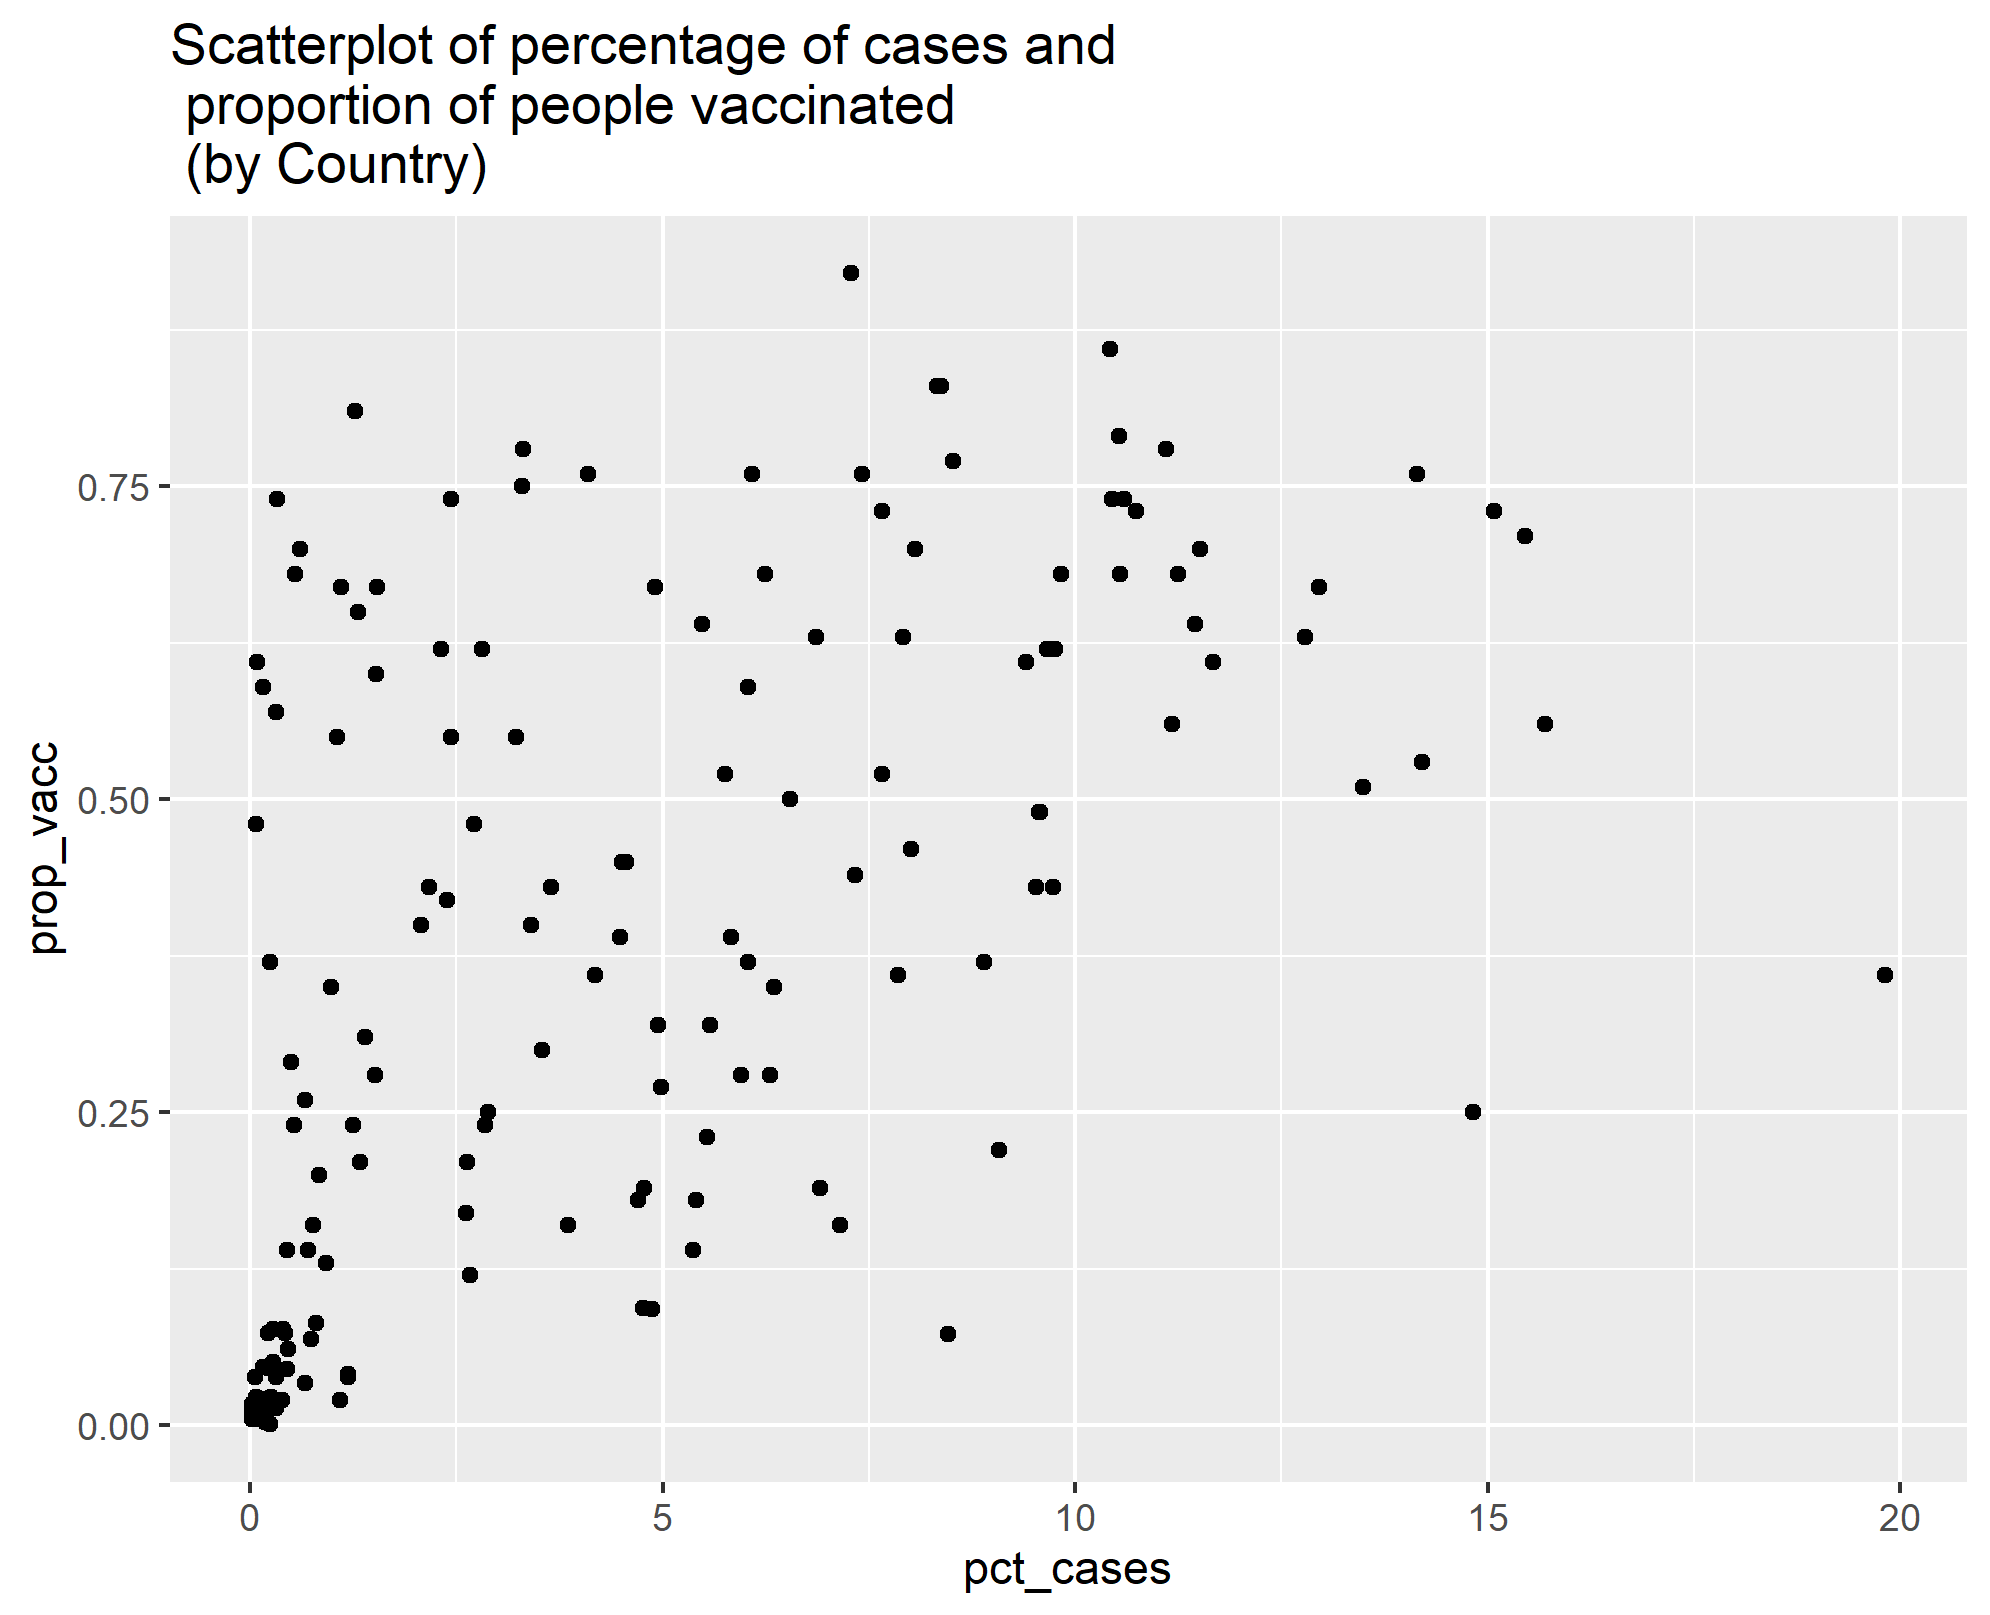 Scatterplot of percentage of cases and
proportion of people vaccinated
(by Country)
prop_vacc
0.75
0.50
0.25
0.00
0 5 10 15 20
pct_cases